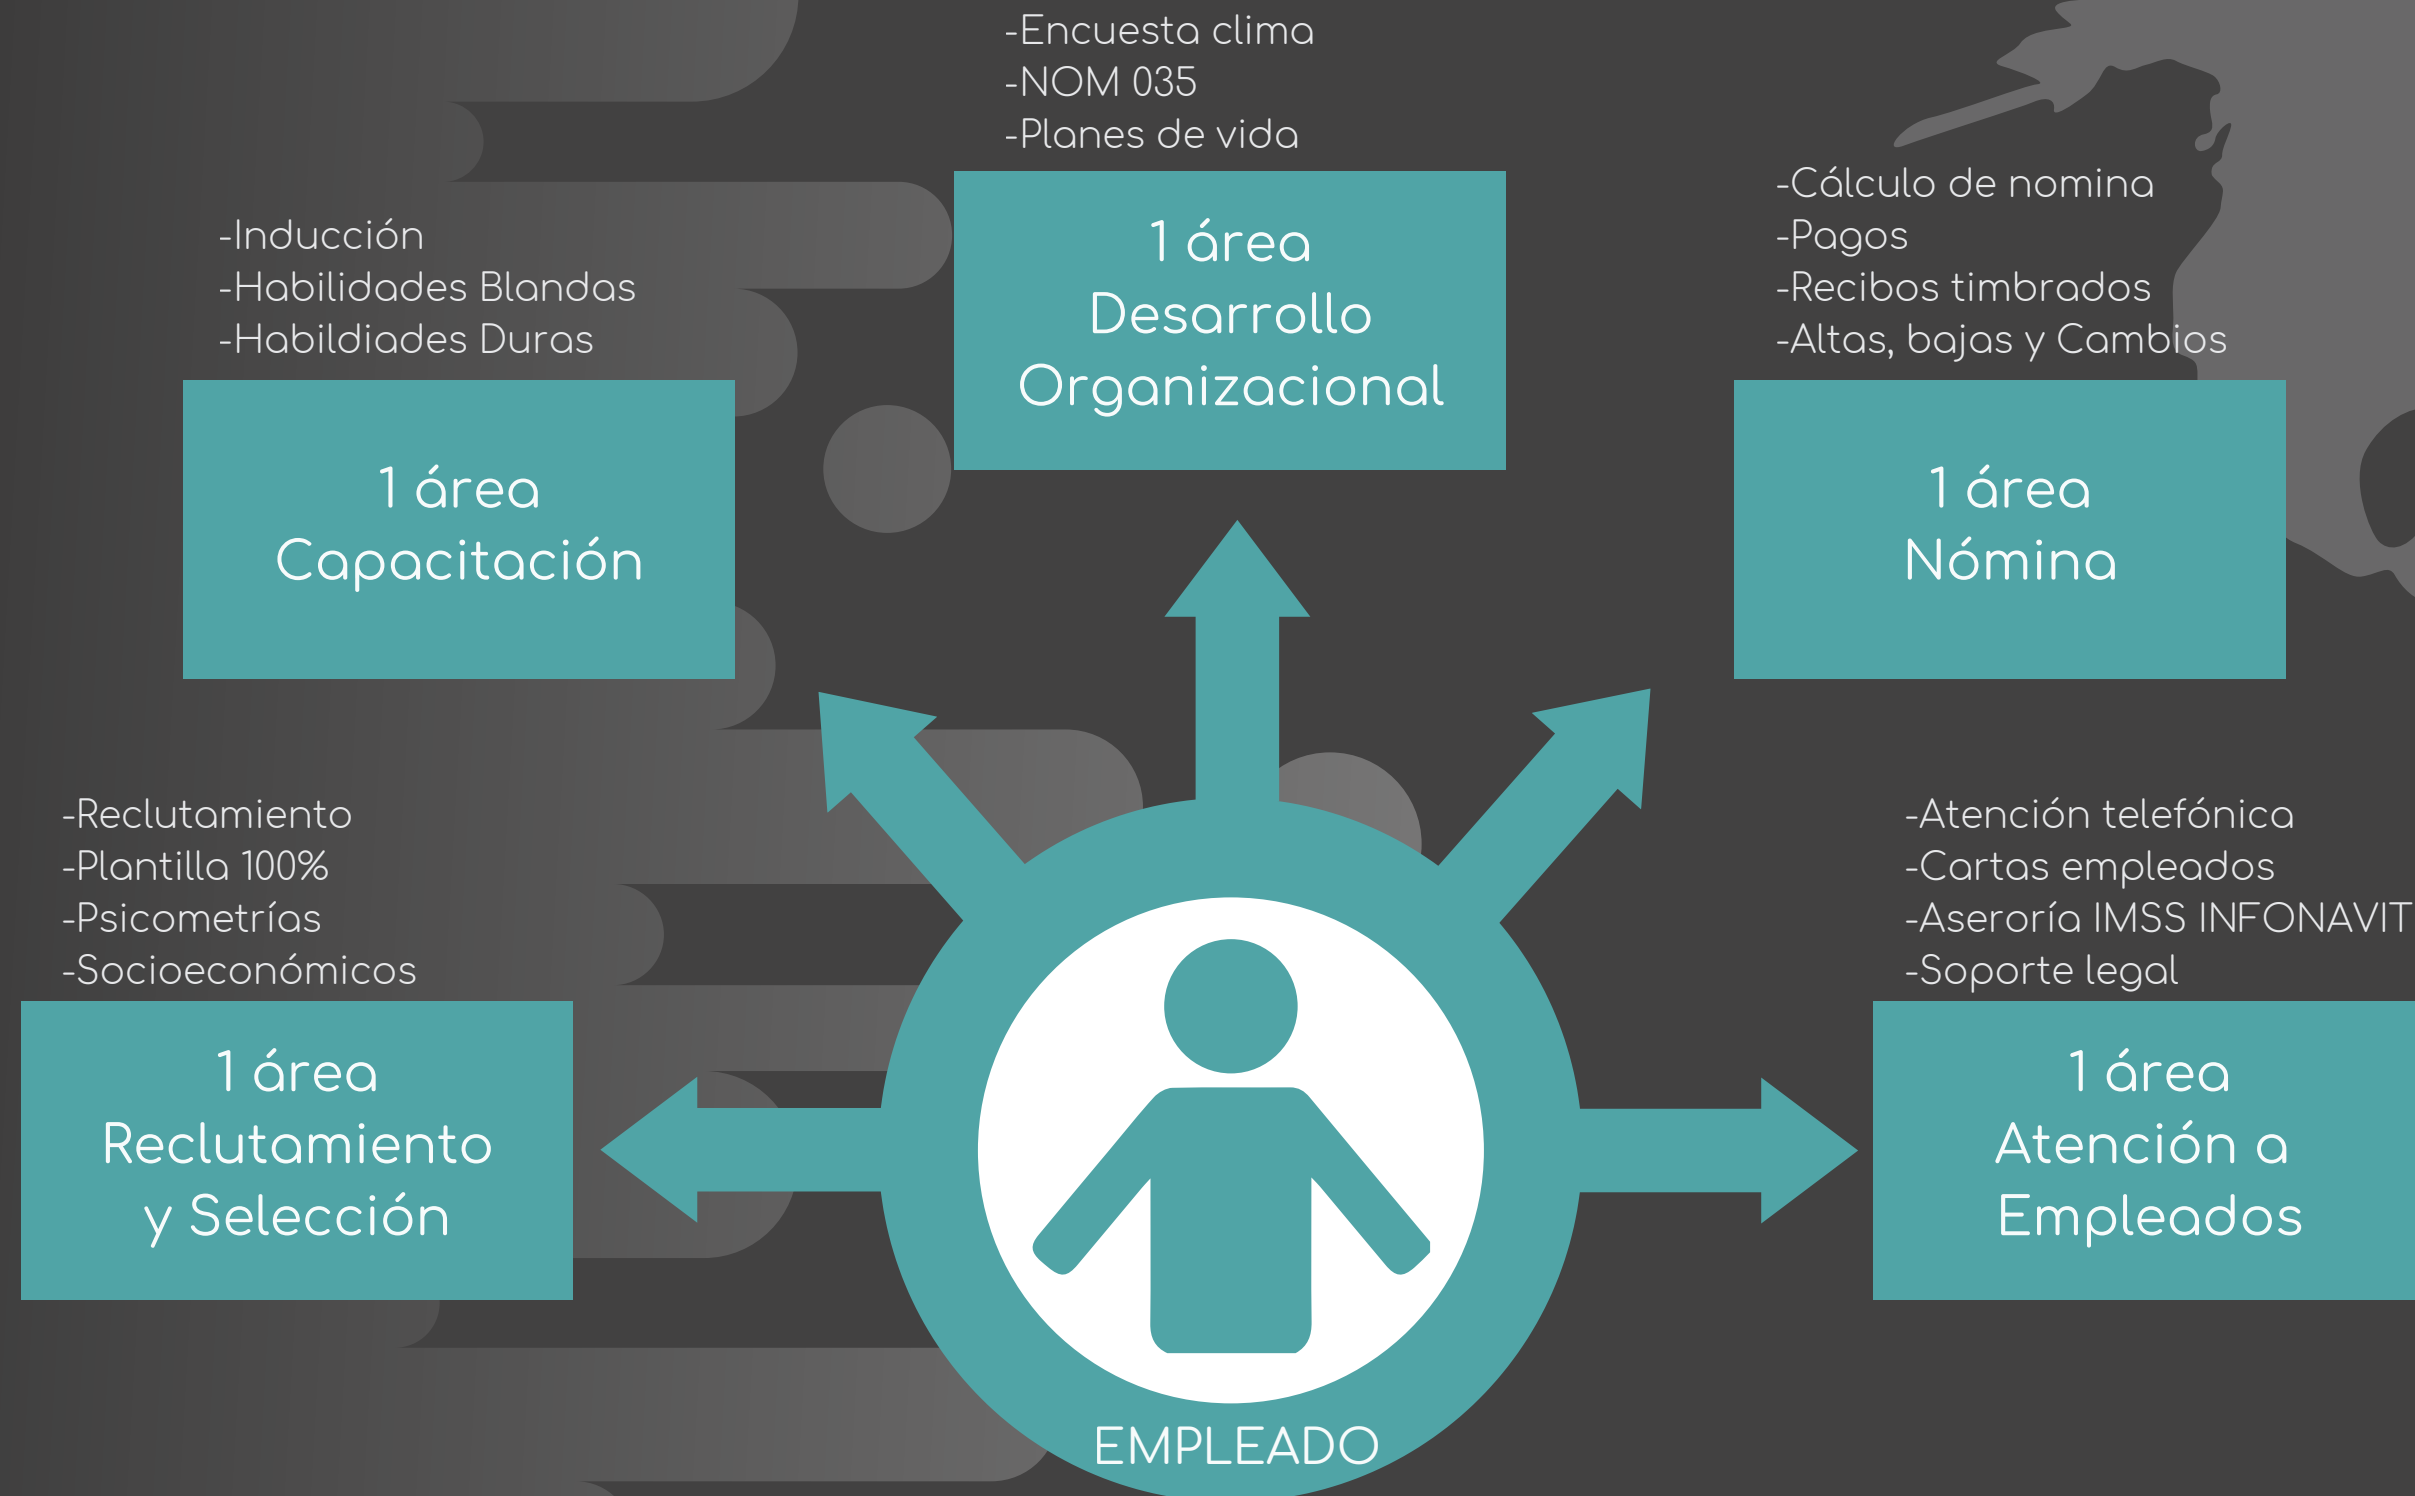 -Encuesta clima
-NOM 035
-Planes de vida
1 área
Desarrollo
Organizacional
-Inducción
-Habilidades Blandas
-Habildiades Duras
1 área
Capacitación
-Cálculo de nomina
-Pagos
-Recibos timbrados
-Altas, bajas y Cambios
1 área
Nómina
-Reclutamiento
-Plantilla 100%
-Psicometrías
-Socioeconómicos
1 área
Reclutamiento
y Selección
-Atención telefónica
-Cartas empleados
-Aseroría IMSS INFONAVIT
-Soporte legal
1 área
Atención a
Empleados
EMPLEADO